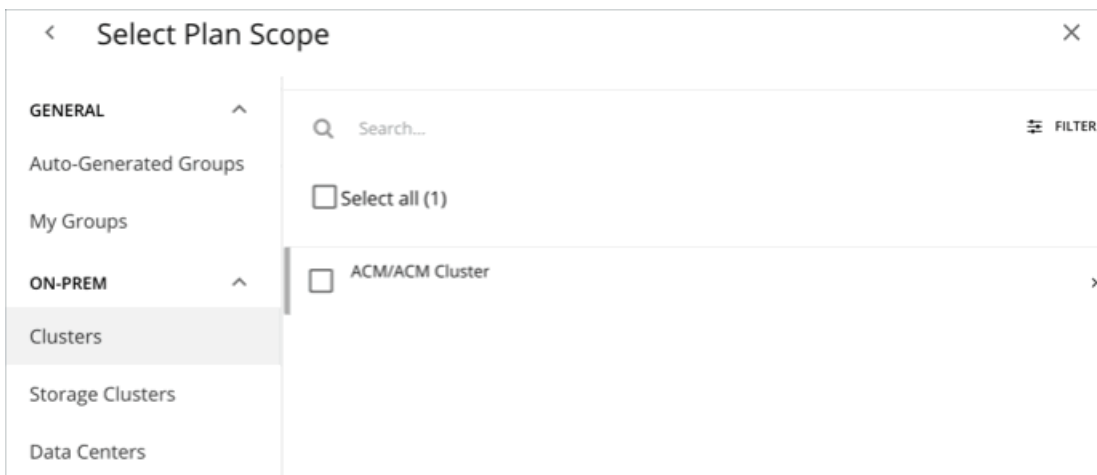 Select Plan Scope
GENERAL
Auto-Generated Groups
My Groups
ON-PREM
Clusters
Storage Clusters
Data Centers
Search...
FILTER
Select all (1)
ACM/ACM Cluster